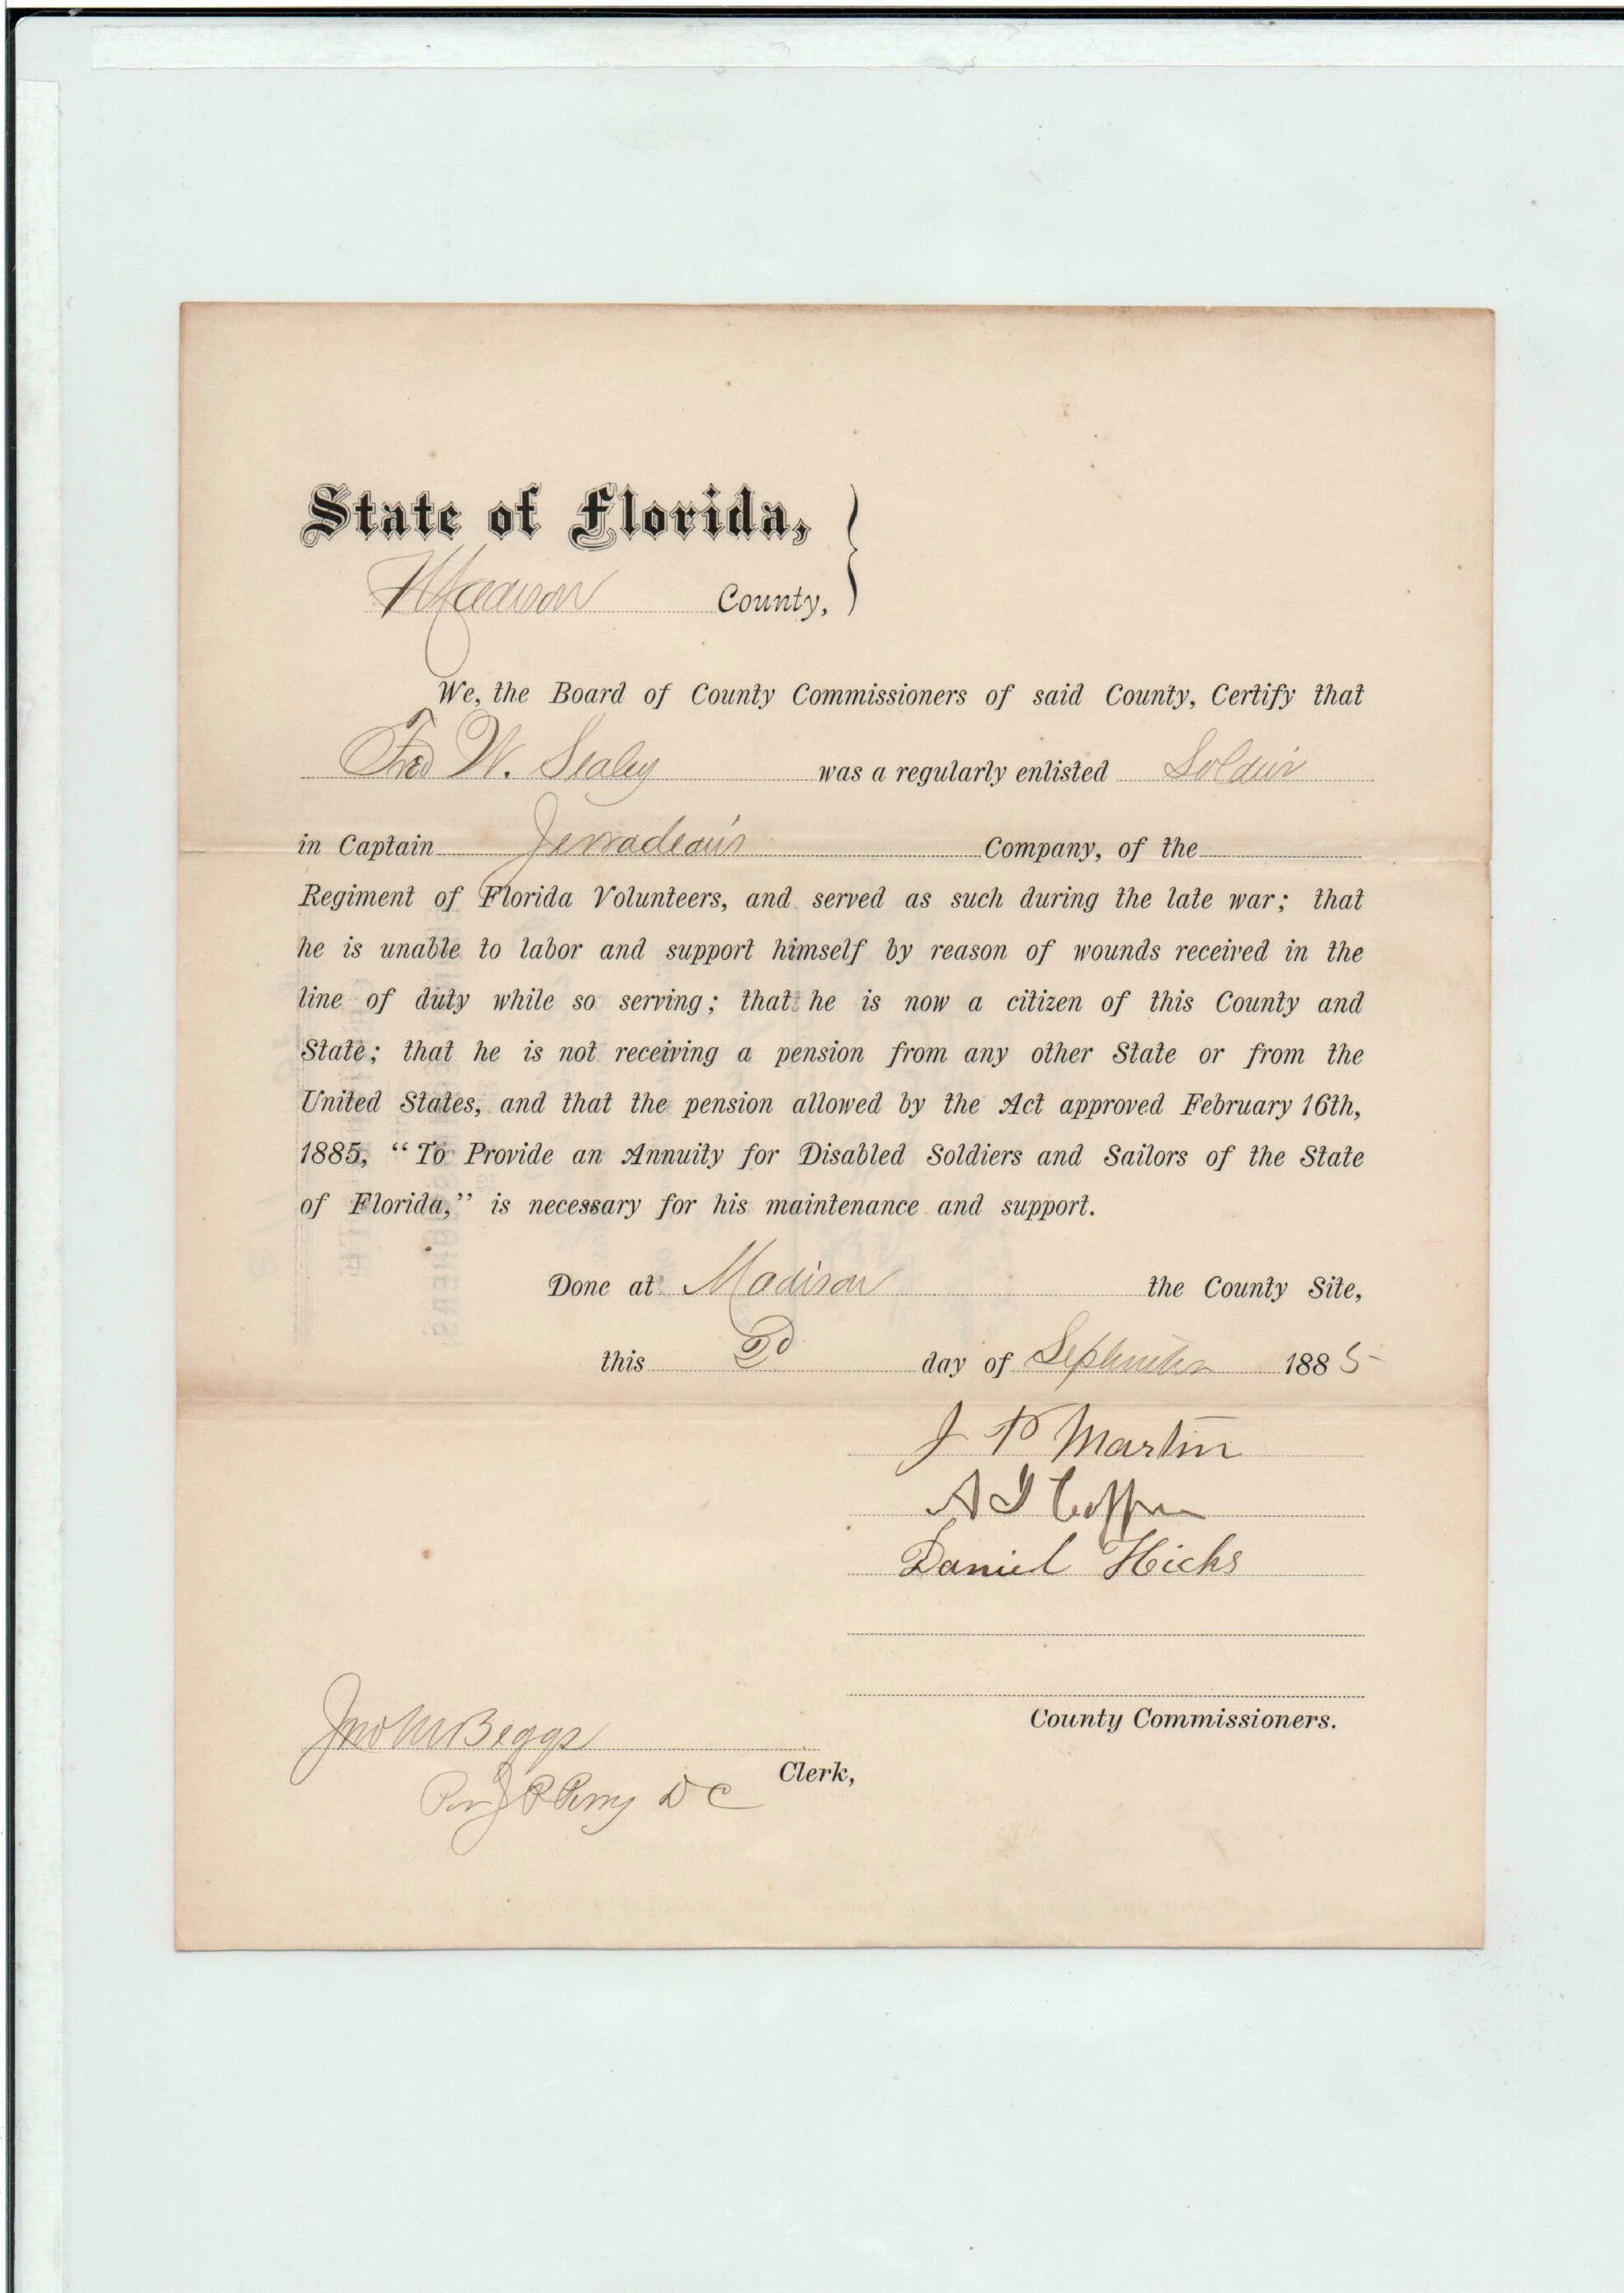 State of Florida,
Madison County,
We, the Board of County Commissioners of said County, Certify that
Fred W. Sealey was a regularly enlisted Soldier
in Captain Company, of the
Regiment of Florida Volunteers, and served as such during the late war; that
he is unable to labor and support himself by reason of wounds received in the
line of duty while so serving; that he is now a citizen of this County and
State; that he is not receiving a pension from any other State or from the
United States, and that the pension allowed by the Act approved February 16th,
1885, "To Provide an Annuity for Disabled Soldiers and Sailors of the State
of Florida," is necessary for his maintenance and support.
Done at Madison the County Site,
this 2d day of September 1885
J P Martin
A J
Daniel Hicks
County Commissioners.
Jno M Beggs
Clerk,
Per J R Perry D C